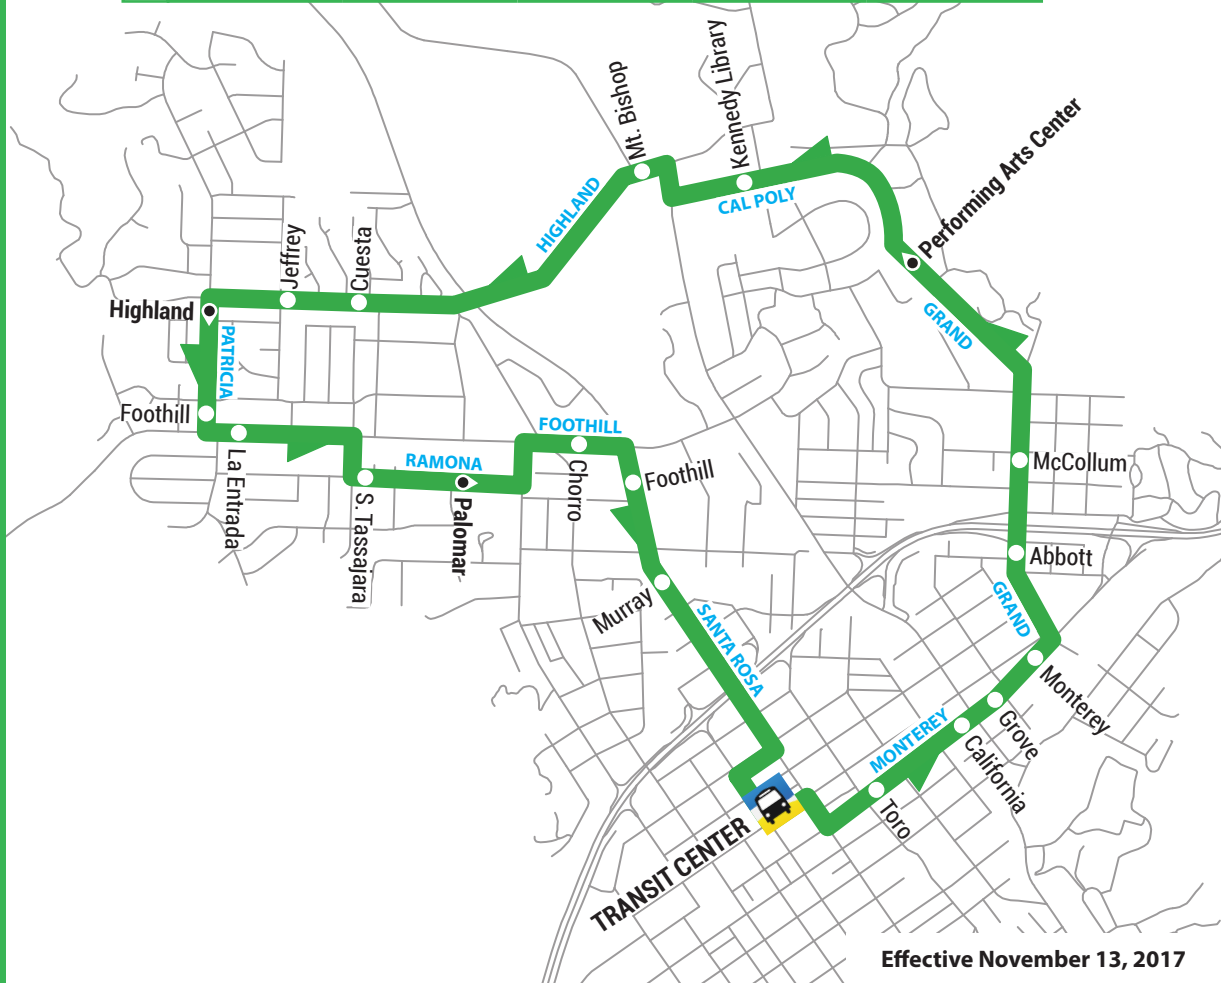 Mt. Bishop
Kennedy Library
Performing Arts Center
HIGHLAND
CAL POLY
Jeffrey
Cuesta
Highland
PATRICIA
GRAND
Foothill
La Entrada
S. Tassajara
RAMONA
Palomar
FOOTHILL
Chorro
Foothill
McCollum
Abbott
GRAND
Murray
SANTA ROSA
Monterey
Grove
California
MONTEREY
Toro
TRANSIT CENTER
Effective November 13, 2017